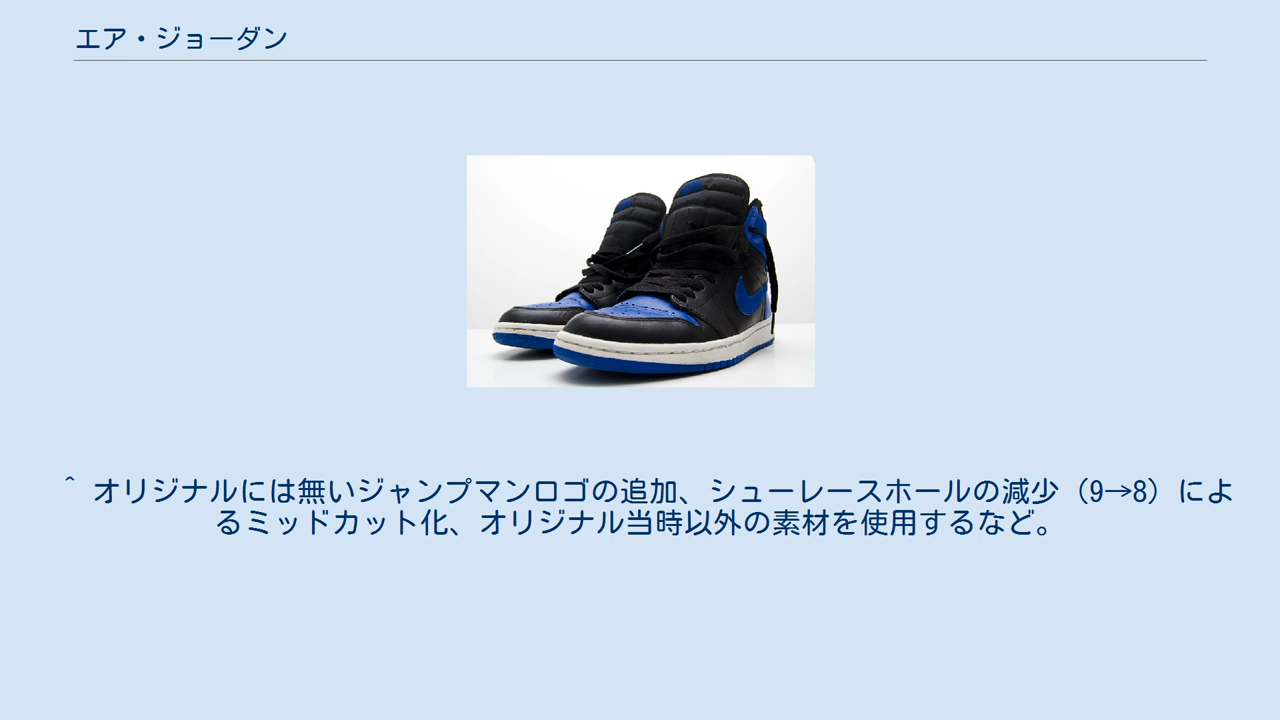 エア・ジョーダン
^ オリジナルには無いジャンプマンロゴの追加、シューレースホールの減少（9→8）によ
るミッドカット化、オリジナル当時以外の素材を使用するなど。